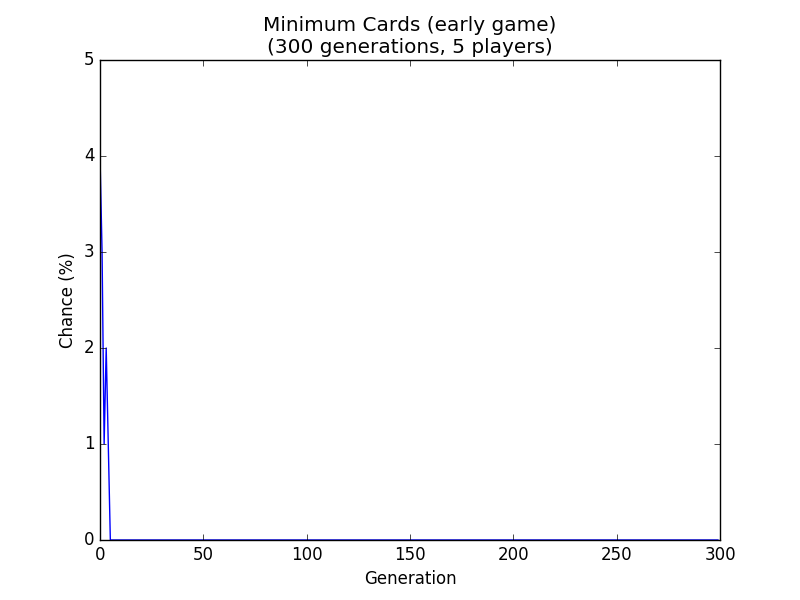 Minimum Cards (early game)
(300 generations, 5 players)
5
4
3
2
1
0
Chance (%)
0 50 100 150 200 250 300
Generation